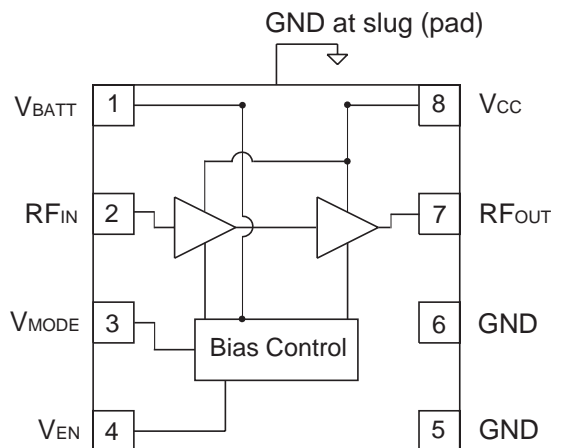 GND at slug (pad)
VBATT 1 8 VCC
RFIN 2 7 RFOUT
VMODE 3 6 GND
Bias Control
VEN 4 5 GND